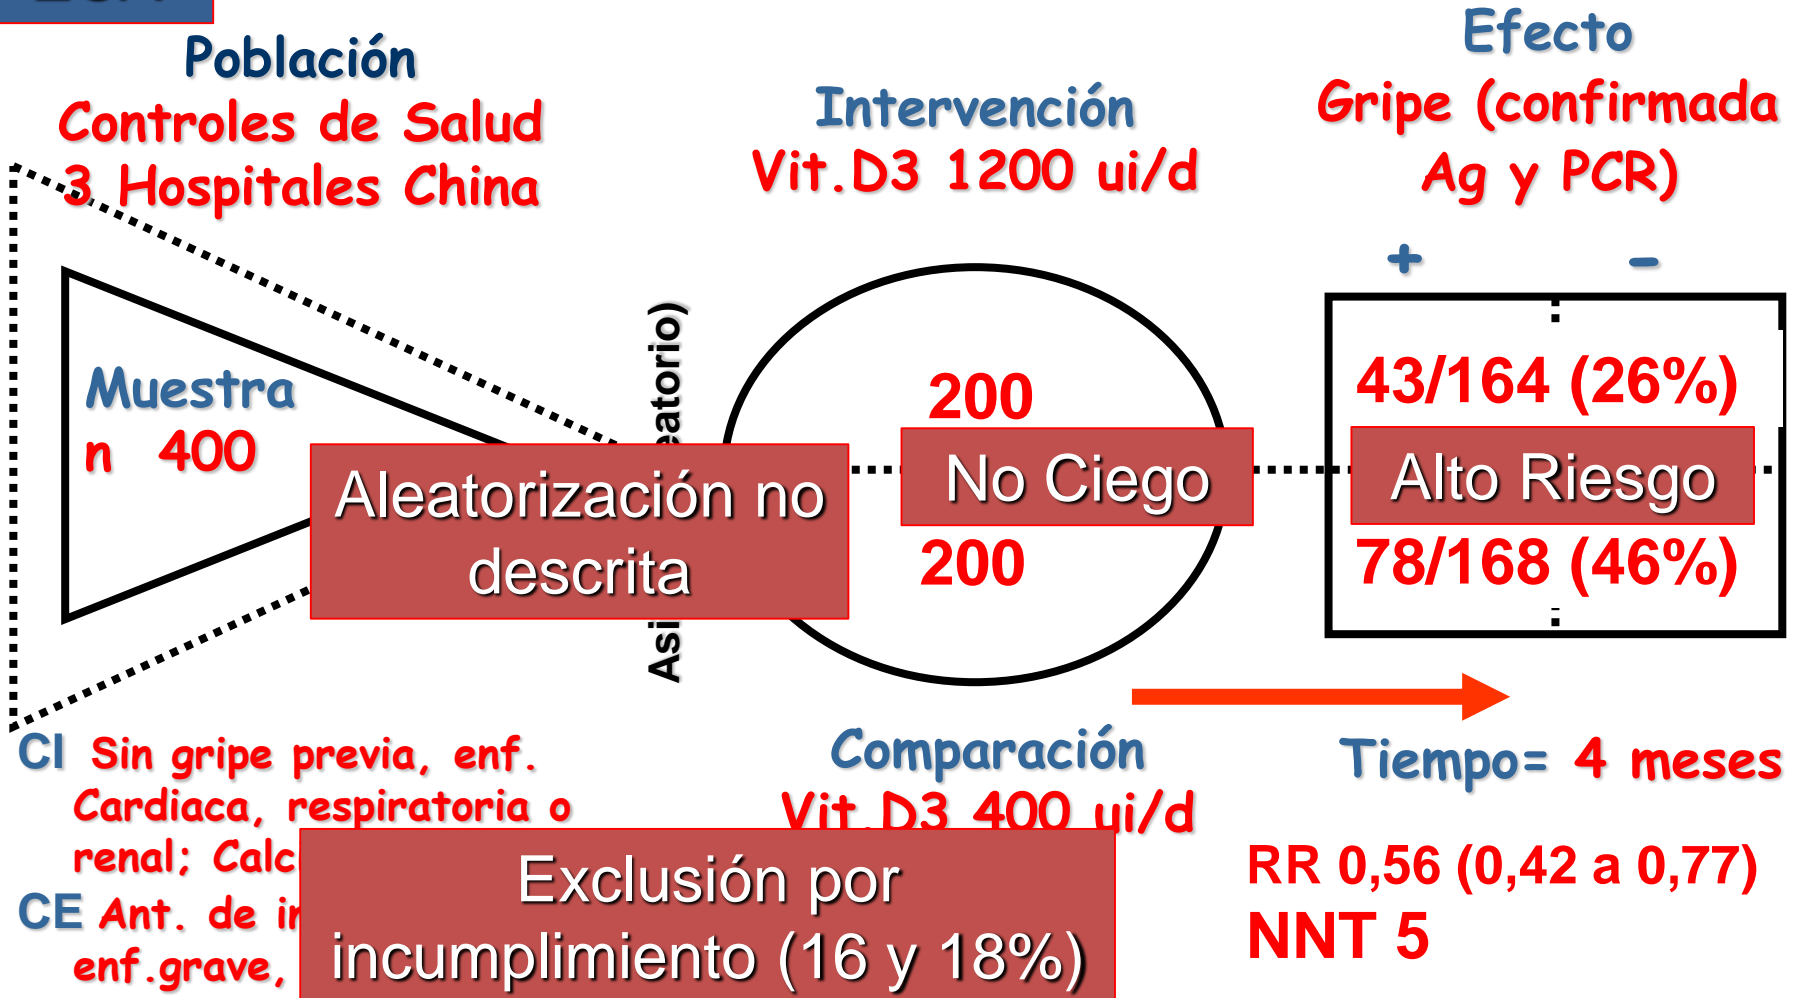 Población
Controles de Salud
3 Hospitales China
Intervención
Vit.D3 1200 ui/d
Efecto
Gripe (confirmada
Ag y PCR)
+ -
Muestra
n 400
Aleatorización no
descrita
200
No Ciego
200
43/164 (26%)
Alto Riesgo
78/168 (46%)
CI Sin gripe previa, enf.
Cardiaca, respiratoria o
renal;
CE Ant. de
enf.grave,
Comparación
Vit.D3 400 ui/d
Exclusión por
incumplimiento (16 y 18%)
Tiempo= 4 meses
RR 0,56 (0,42 a 0,77)
NNT 5